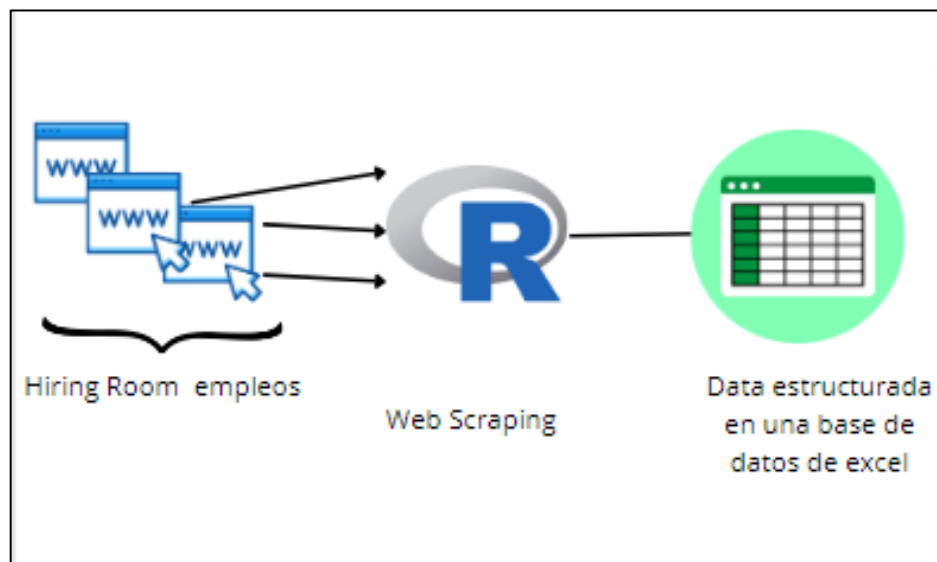 www
www
www
R
Hiring Room empleos
Web Scraping
Data estructurada
en una base de
datos de excel